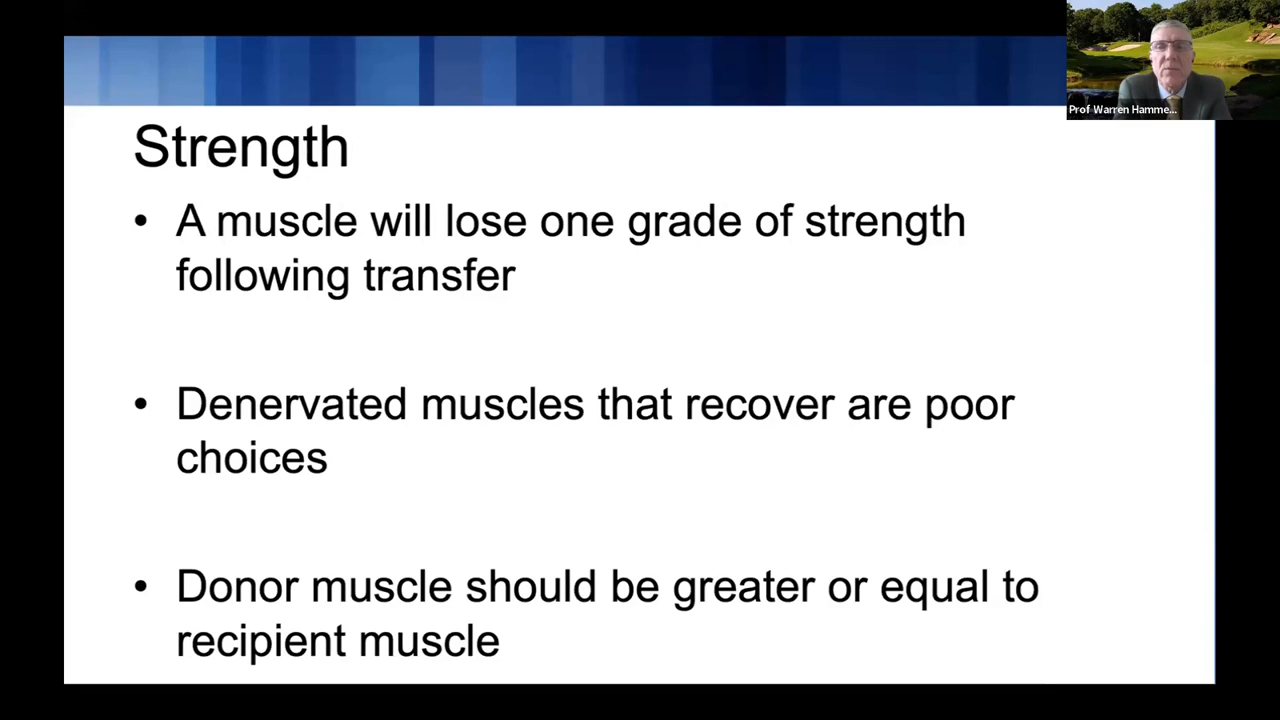 Prof Warren Hamme...
Strength
• A muscle will lose one grade of strength
following transfer
• Denervated muscles that recover are poor
choices
• Donor muscle should be greater or equal to
recipient muscle